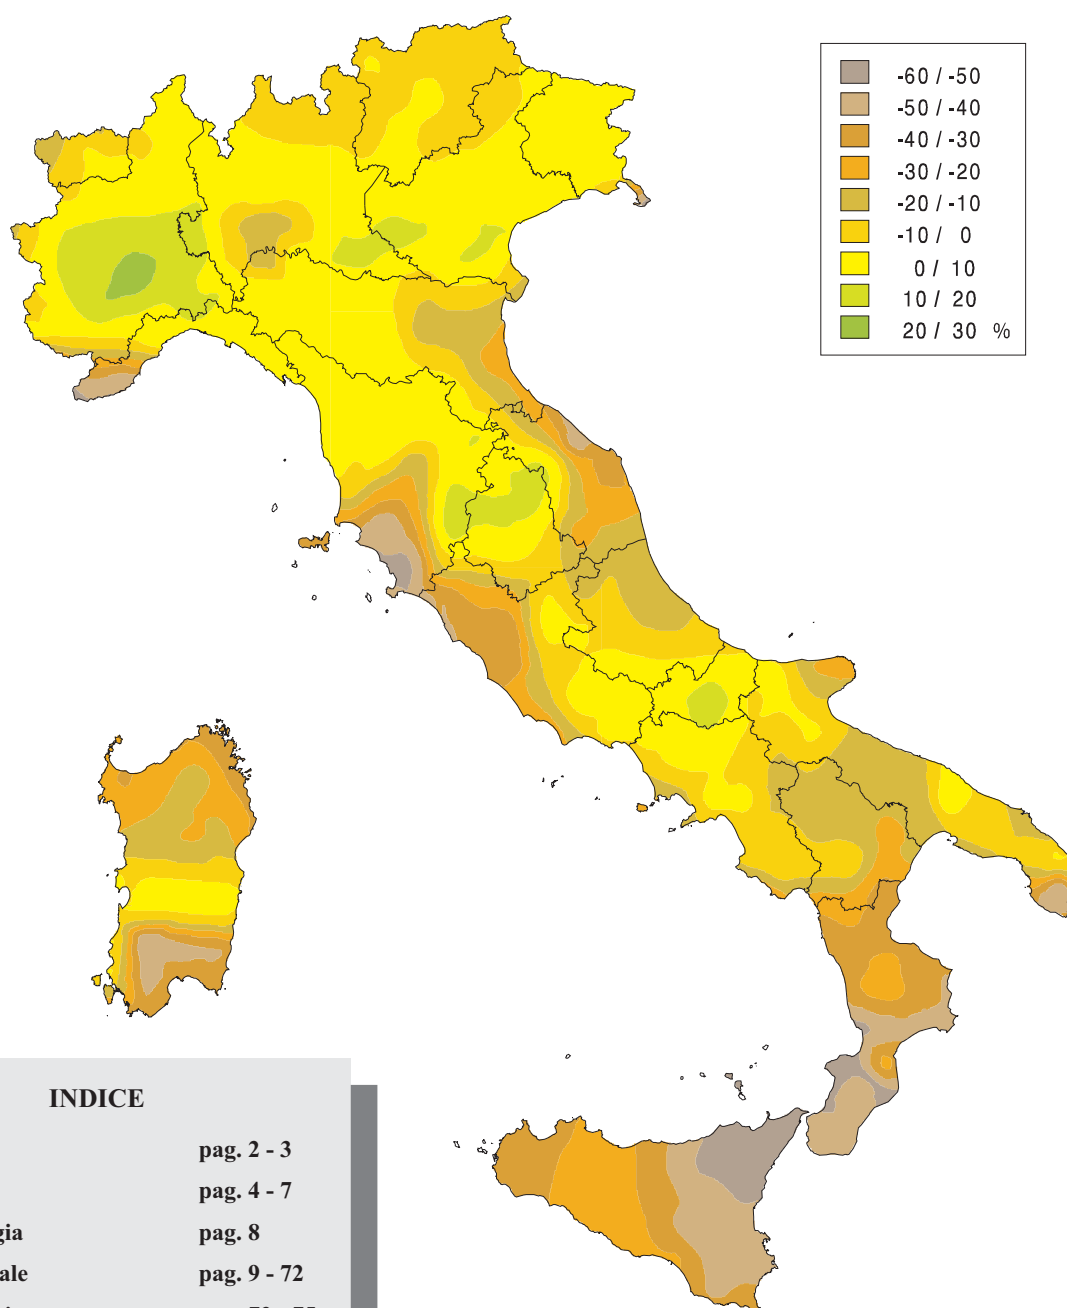 -60 / -50
-50 / -40
-40 / -30
-30 / -20
-20 / -10
-10 / 0
0 / 10
10 / 20
20 / 30 %
INDICE
pag. 2 - 3
pag. 4 - 7
gia pag. 8
ale pag. 9 - 72